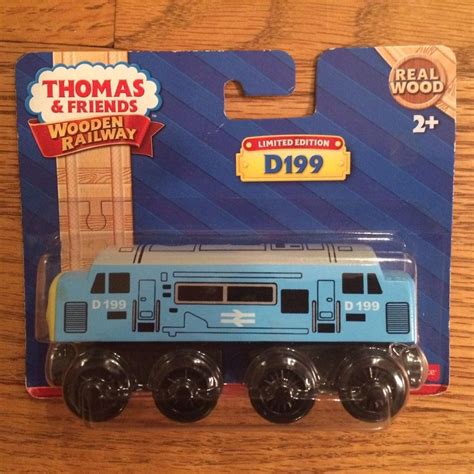 THOMAS
& FRIENDS
WOODEN
RAILWAY
REAL
WOOD
2+
LIMITED EDITION
D199
D 199
D 199